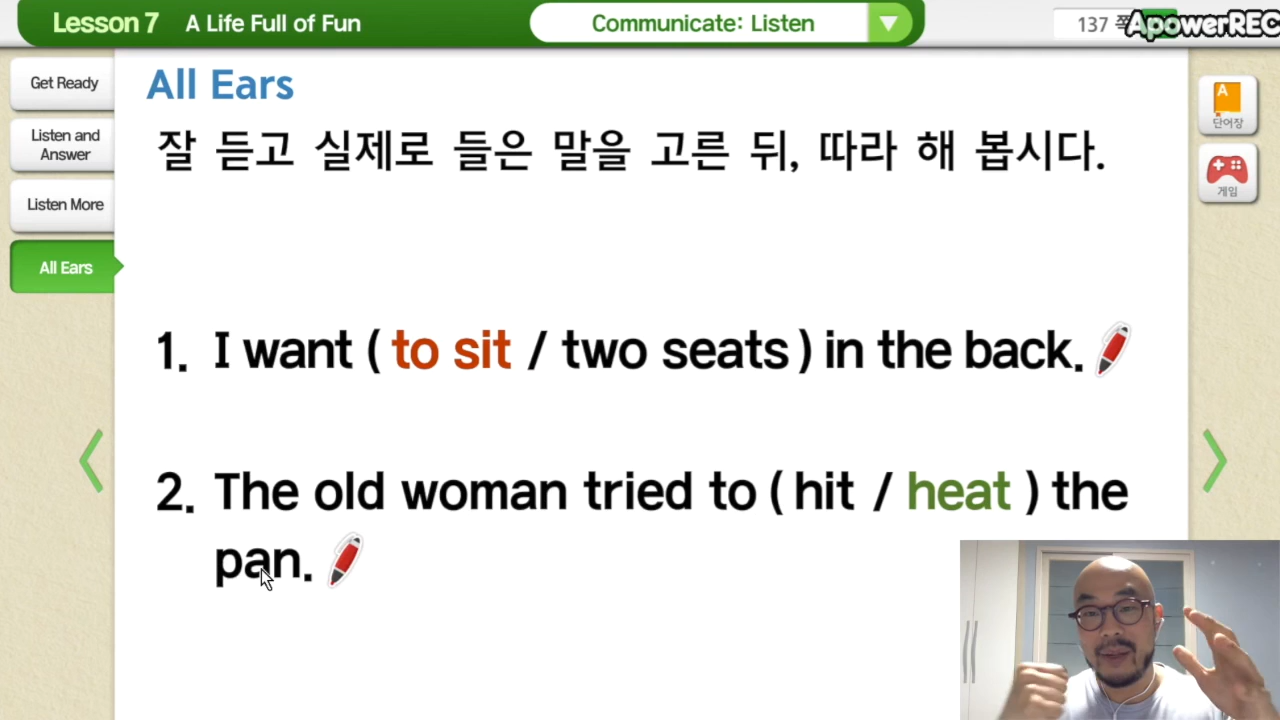 Lesson 7 A Life Full of Fun
Communicate: Listen
137 쪽
ApowerREC
Get Ready
Listen and
Answer
Listen More
All Ears
All Ears
잘 듣고 실제로 들은 말을 고른 뒤, 따라 해 봅시다.
A
단어장
게임
1. I want ( to sit / two seats ) in the back.
2. The old woman tried to ( hit / heat ) the
pan.